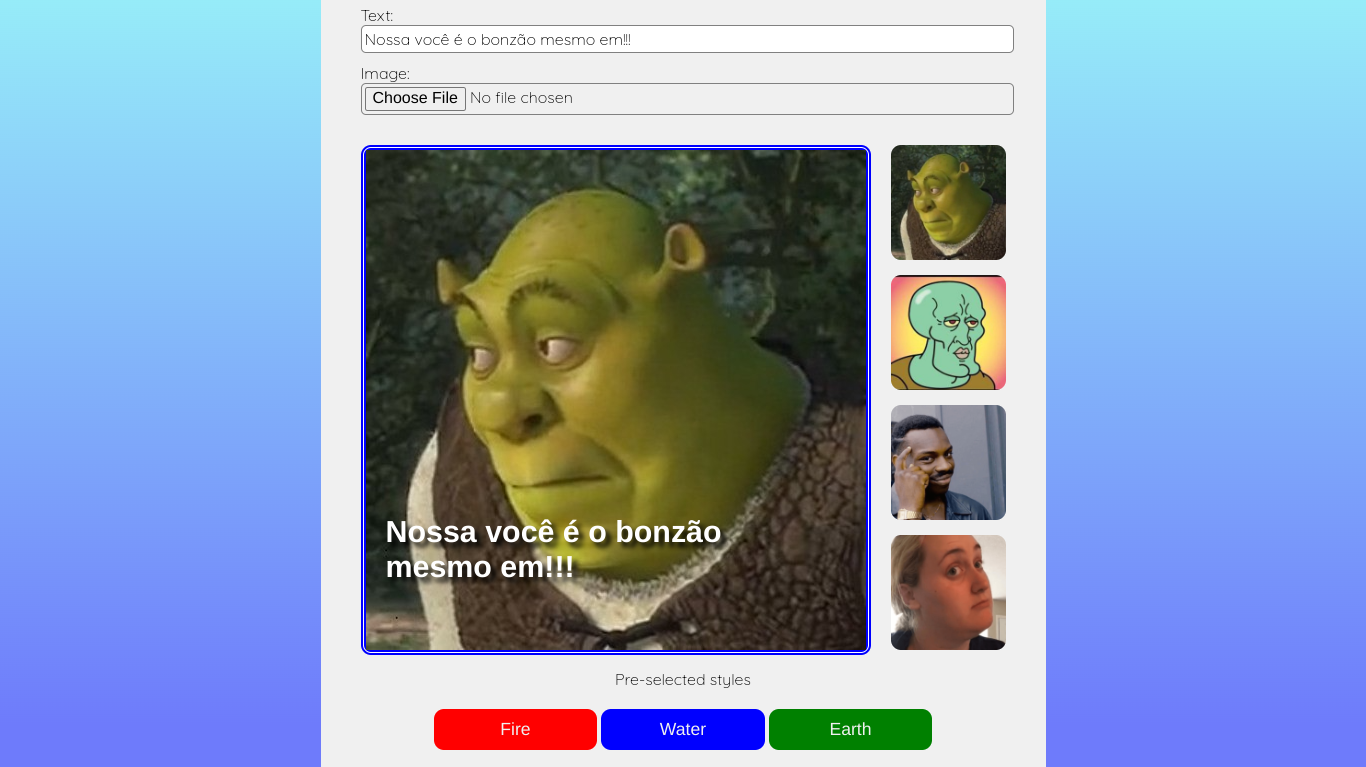 Text:
Nossa você é o bonzão mesmo em!!!
Image:
Choose File No file chosen
Nossa você é o bonzão
mesmo em!!!
Pre-selected styles
Fire Water Earth